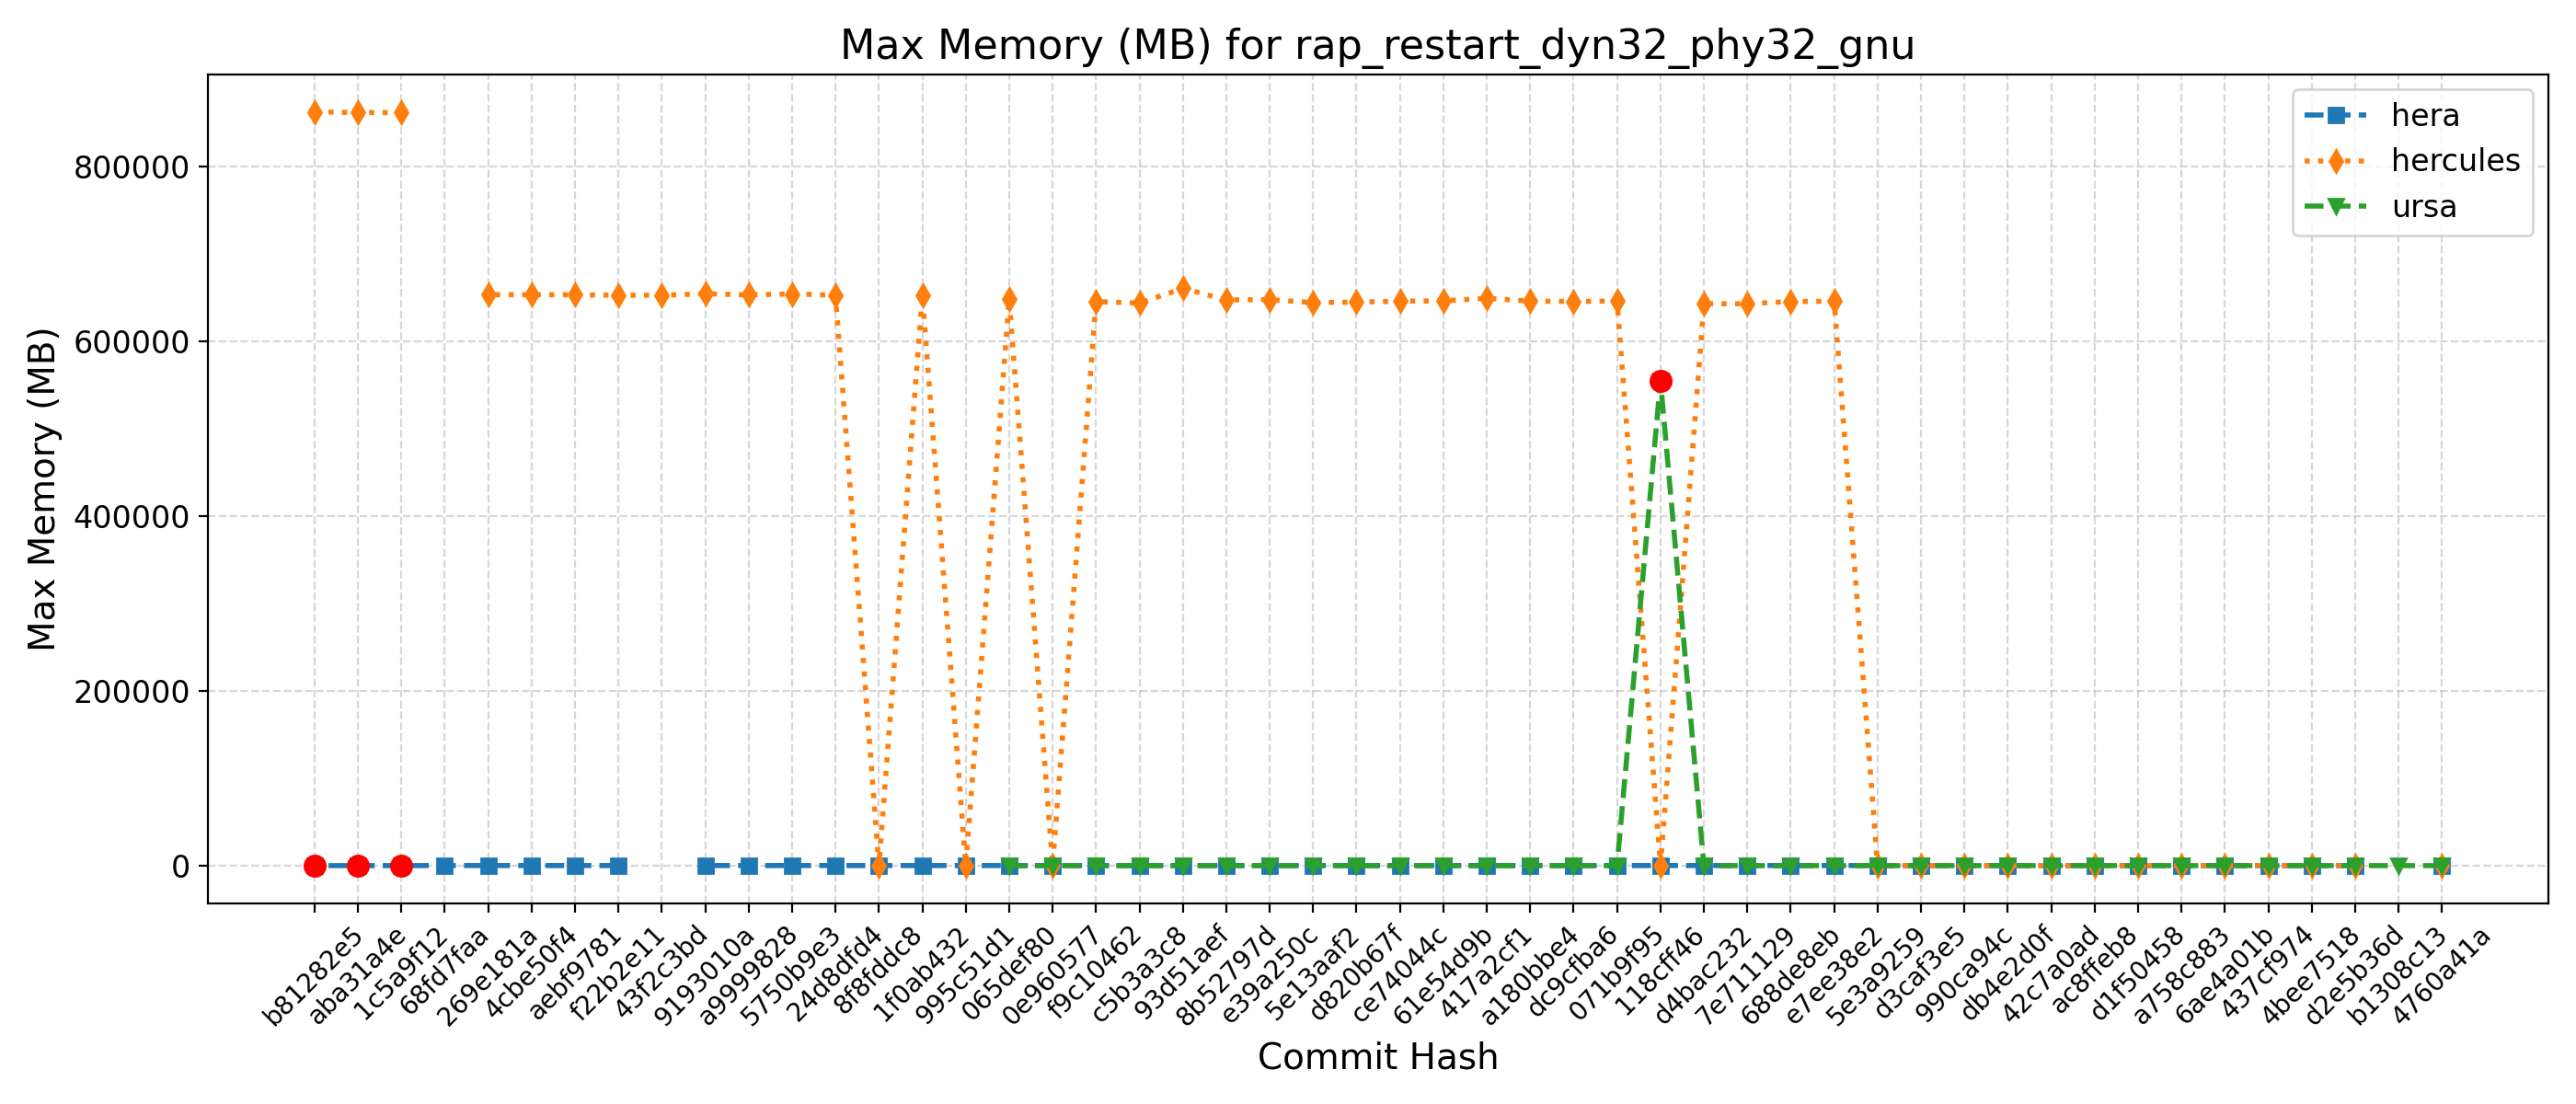 Max Memory (MB) for rap_restart_dyn32_phy32_gnu
hera
hercules
ursa
Max Memory (MB)
800000
600000
400000
200000
0
b81282e5
aba31a4e
1c5a9f12
68fd7faa
269e181a
4cbe50f4
aebf9781
f22b2e11
43f2c3bd
9193010a
a9999828
5750b9e3
24d8dfd4
8f8fddc8
1f0ab432
995c51d1
065def80
0e960577
f9c10462
c5b3a3c8
93d51aef
8b52797d
e39a250c
5e13aaf2
d820b67f
ce74044c
61e54d9b
417a2cf1
a180bbe4
dc9cfba6
071b9f95
118cff46
d4bac232
7e711129
688de8eb
e7ee38e2
5e3a9259
d3caf3e5
990ca94c
db4e2d0f
42c7a0ad
ac8ffeb8
d1f50458
a758c883
6ae4a01b
437cf974
4bee7518
d2e5b36d
b1308c13
4760a41a
Commit Hash